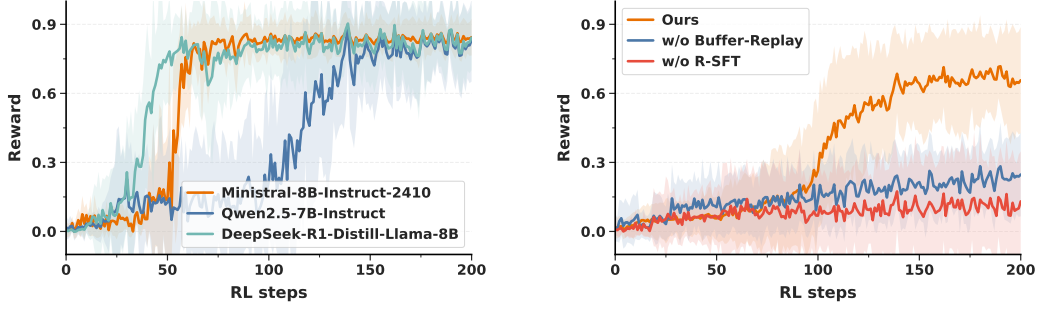 0.9
0.6
0.3
0.0
Reward
0
50
100
150
200
RL steps
Ministral-8B-Instruct-2410
Qwen2.5-7B-Instruct
DeepSeek-R1-Distill-Llama-8B
0.9
0.6
0.3
0.0
Reward
0
50
100
150
200
RL steps
Ours
w/o Buffer-Replay
w/o R-SFT